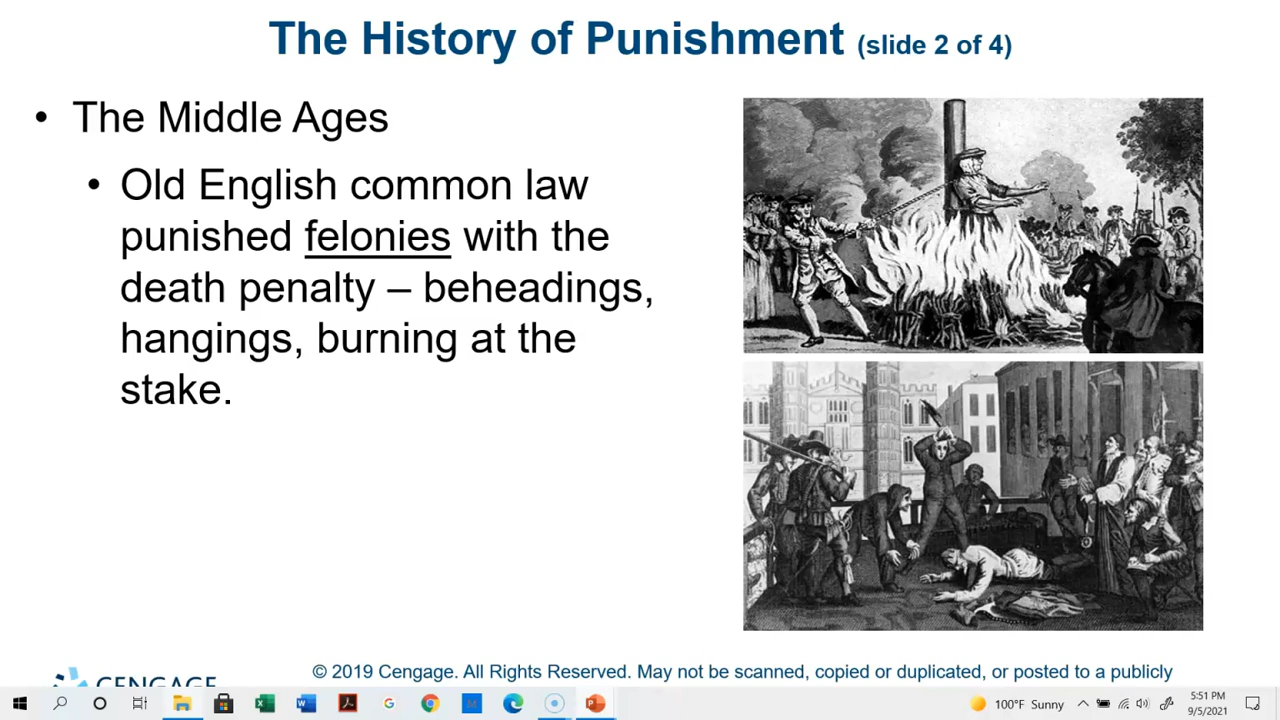 The History of Punishment (slide 2 of 4)
• The Middle Ages
• Old English common law
punished felonies with the
death penalty – beheadings,
hangings, burning at the
stake.
CENGAGE
© 2019 Cengage. All Rights Reserved. May not be scanned, copied or duplicated, or posted to a publicly
100°F Sunny
5:51 PM
9/5/2021